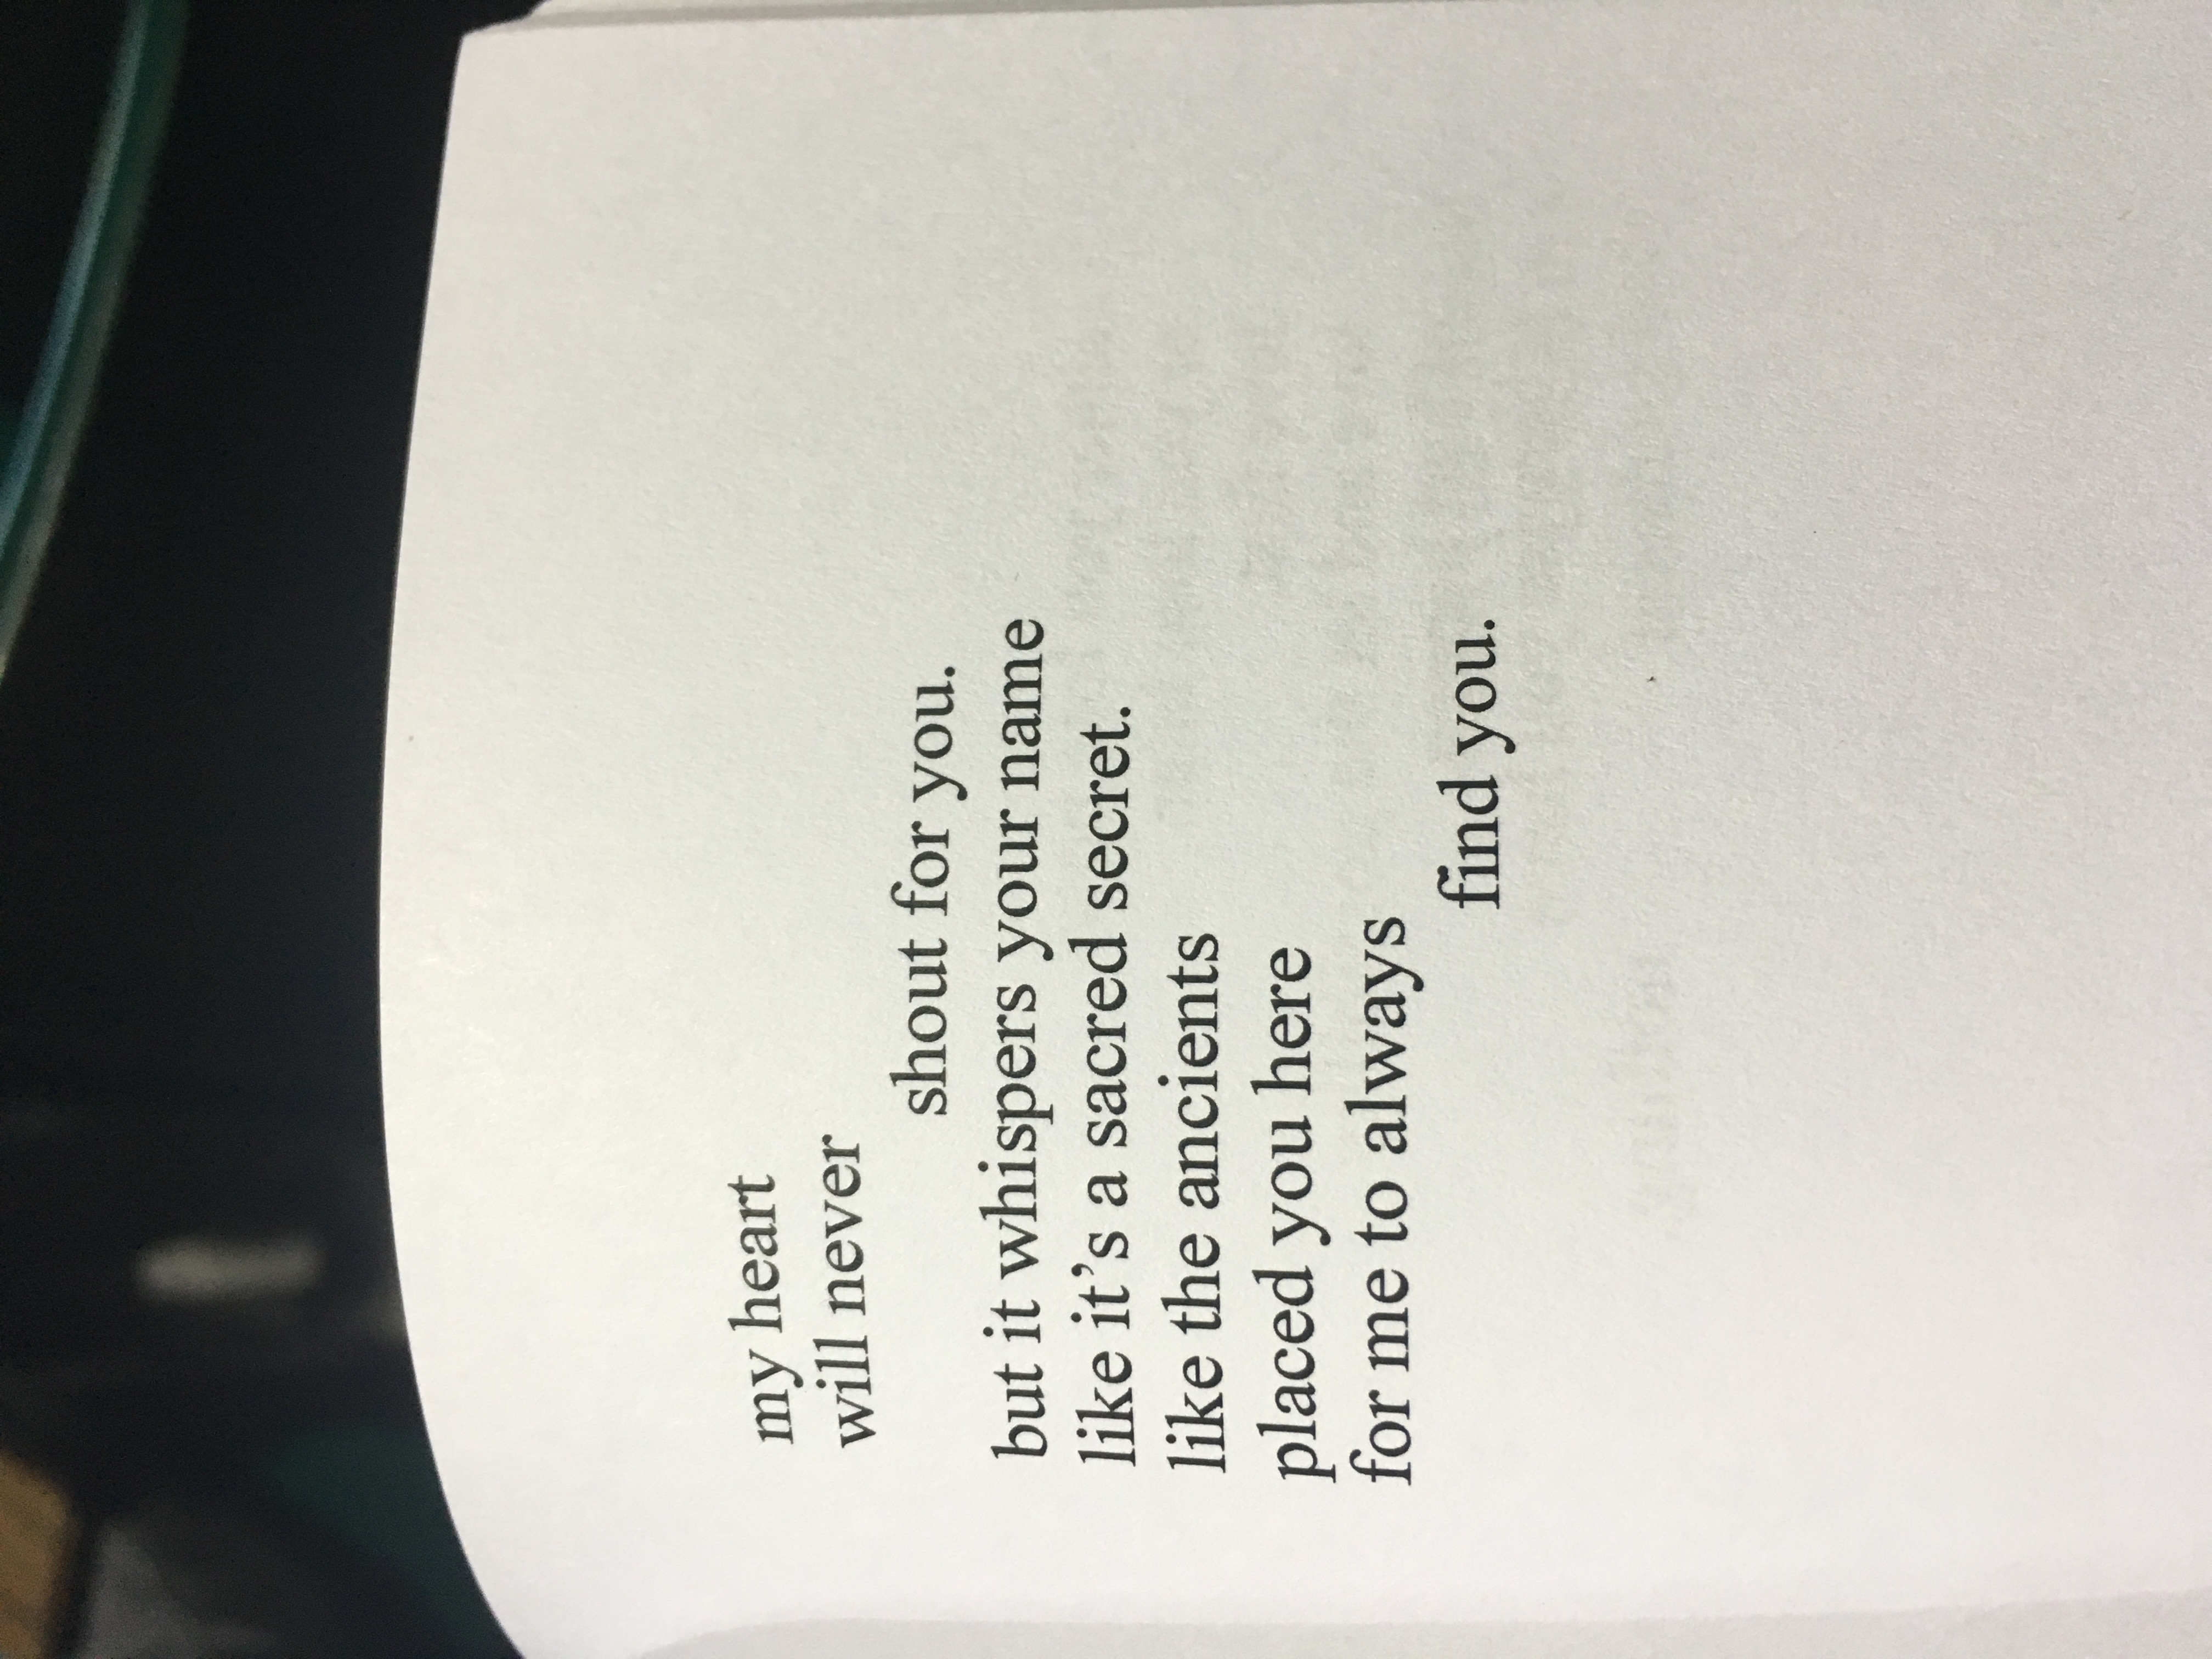 my heart
will never
shout for you.
but it whispers your name
like it’s a sacred secret.
like the ancients
placed you here
for me to always
find you.